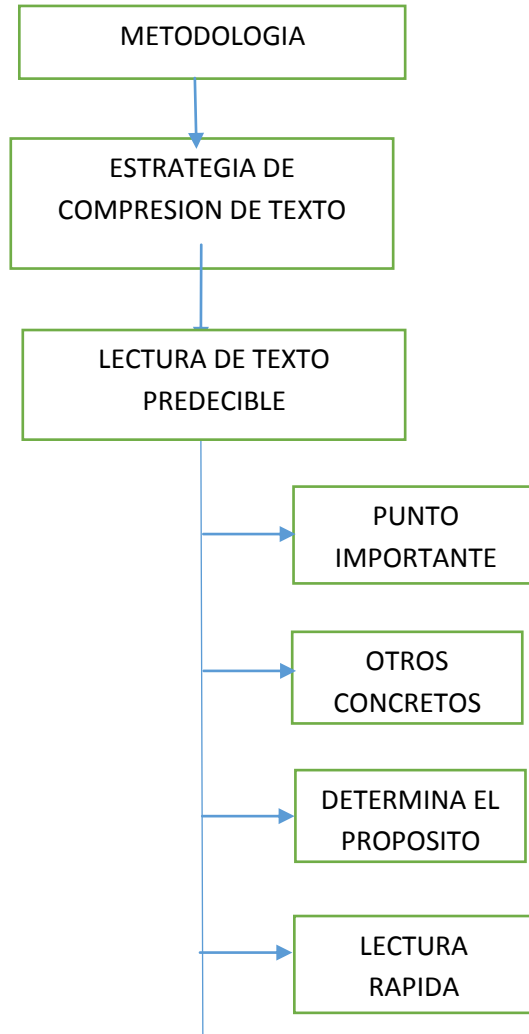 METODOLOGIA
ESTRATEGIA DE
COMPRESION DE TEXTO
LECTURA DE TEXTO
PREDECIBLE
PUNTO
IMPORTANTE
OTROS
CONCRETOS
DETERMINA EL
PROPOSITO
LECTURA
RAPIDA